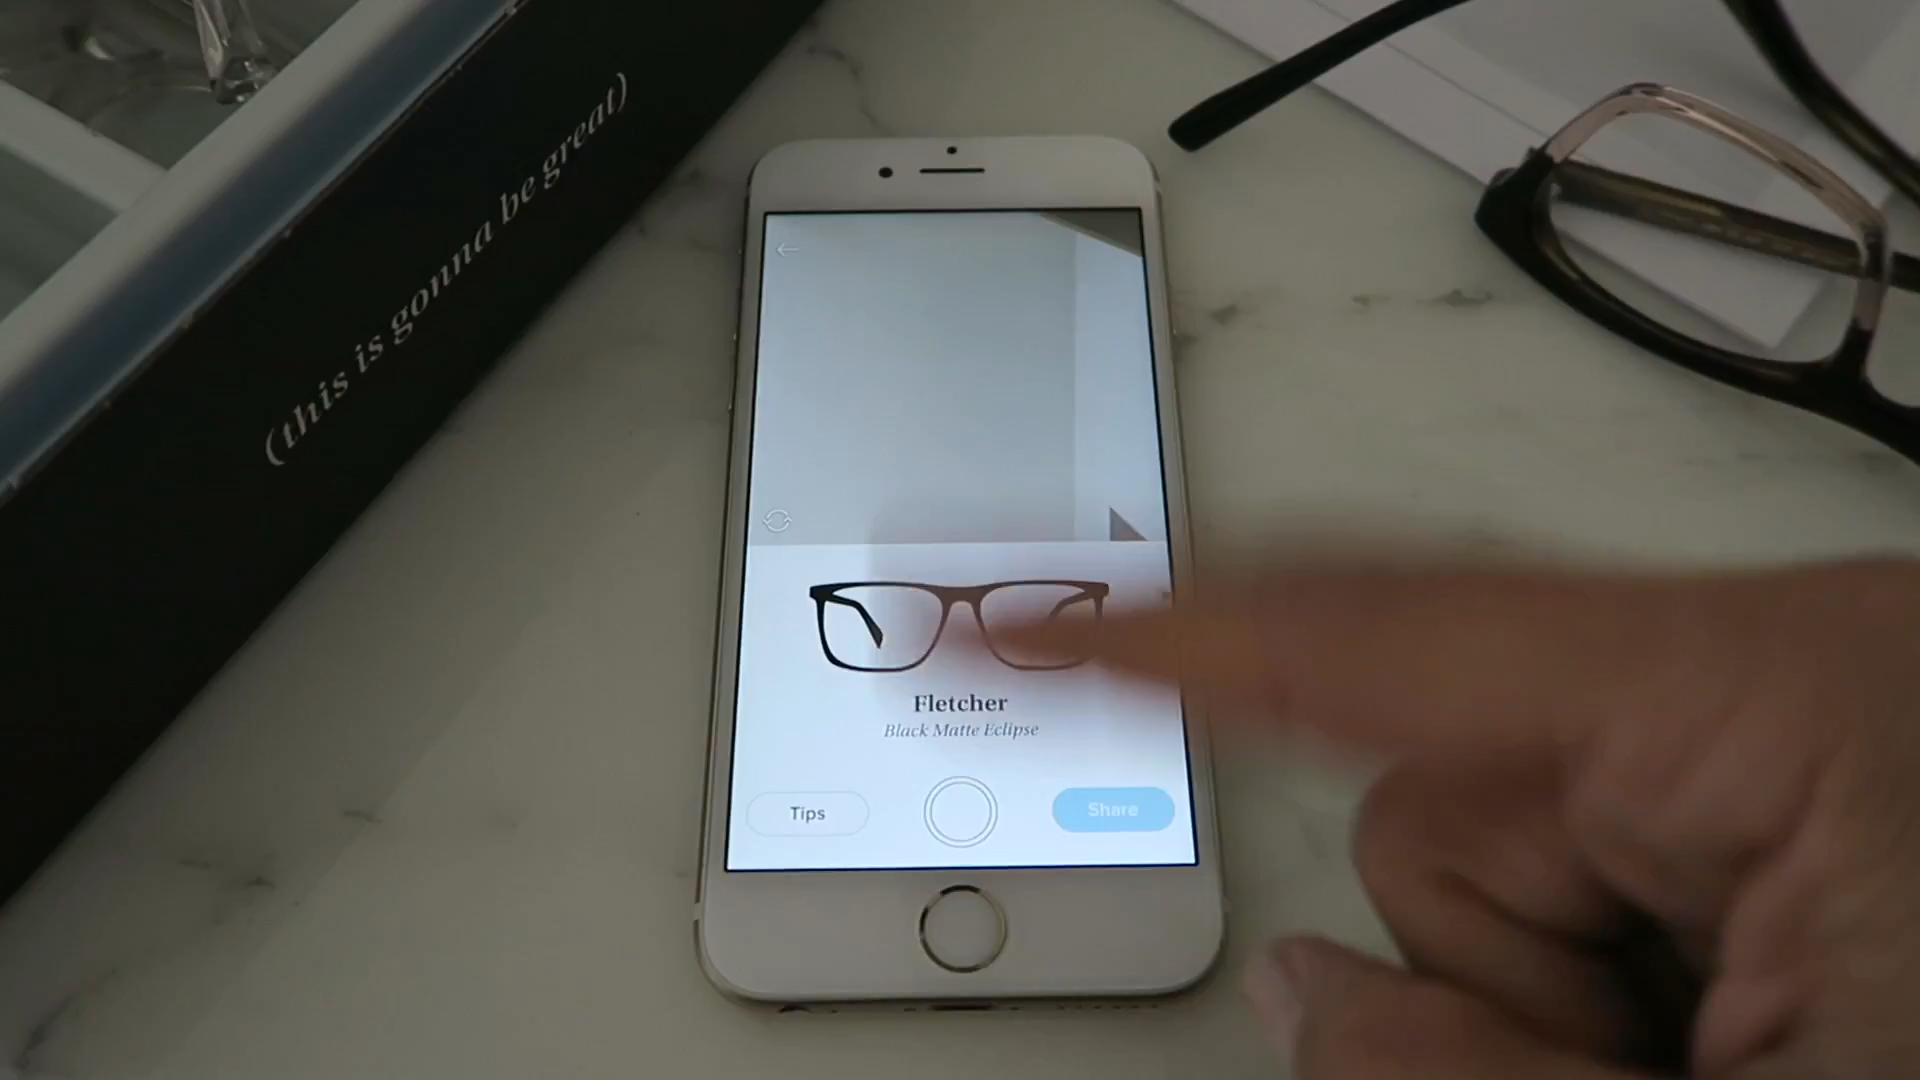 (this is gonna be great)
Fletcher
Black Matte Eclipse
Tips
Share